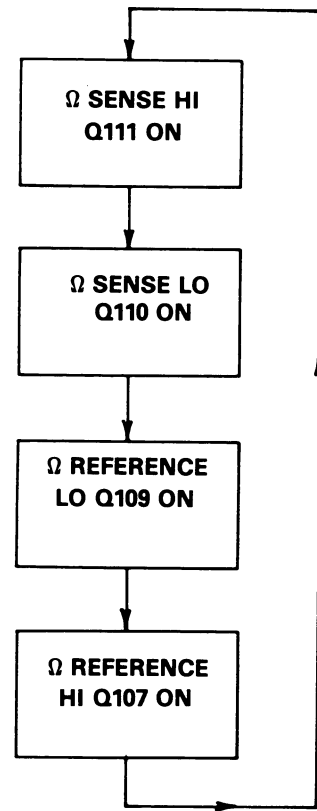 Ω SENSE HI
Q111 ON
Ω SENSE LO
Q110 ON
Ω REFERENCE
LO Q109 ON
Ω REFERENCE
HI Q107 ON